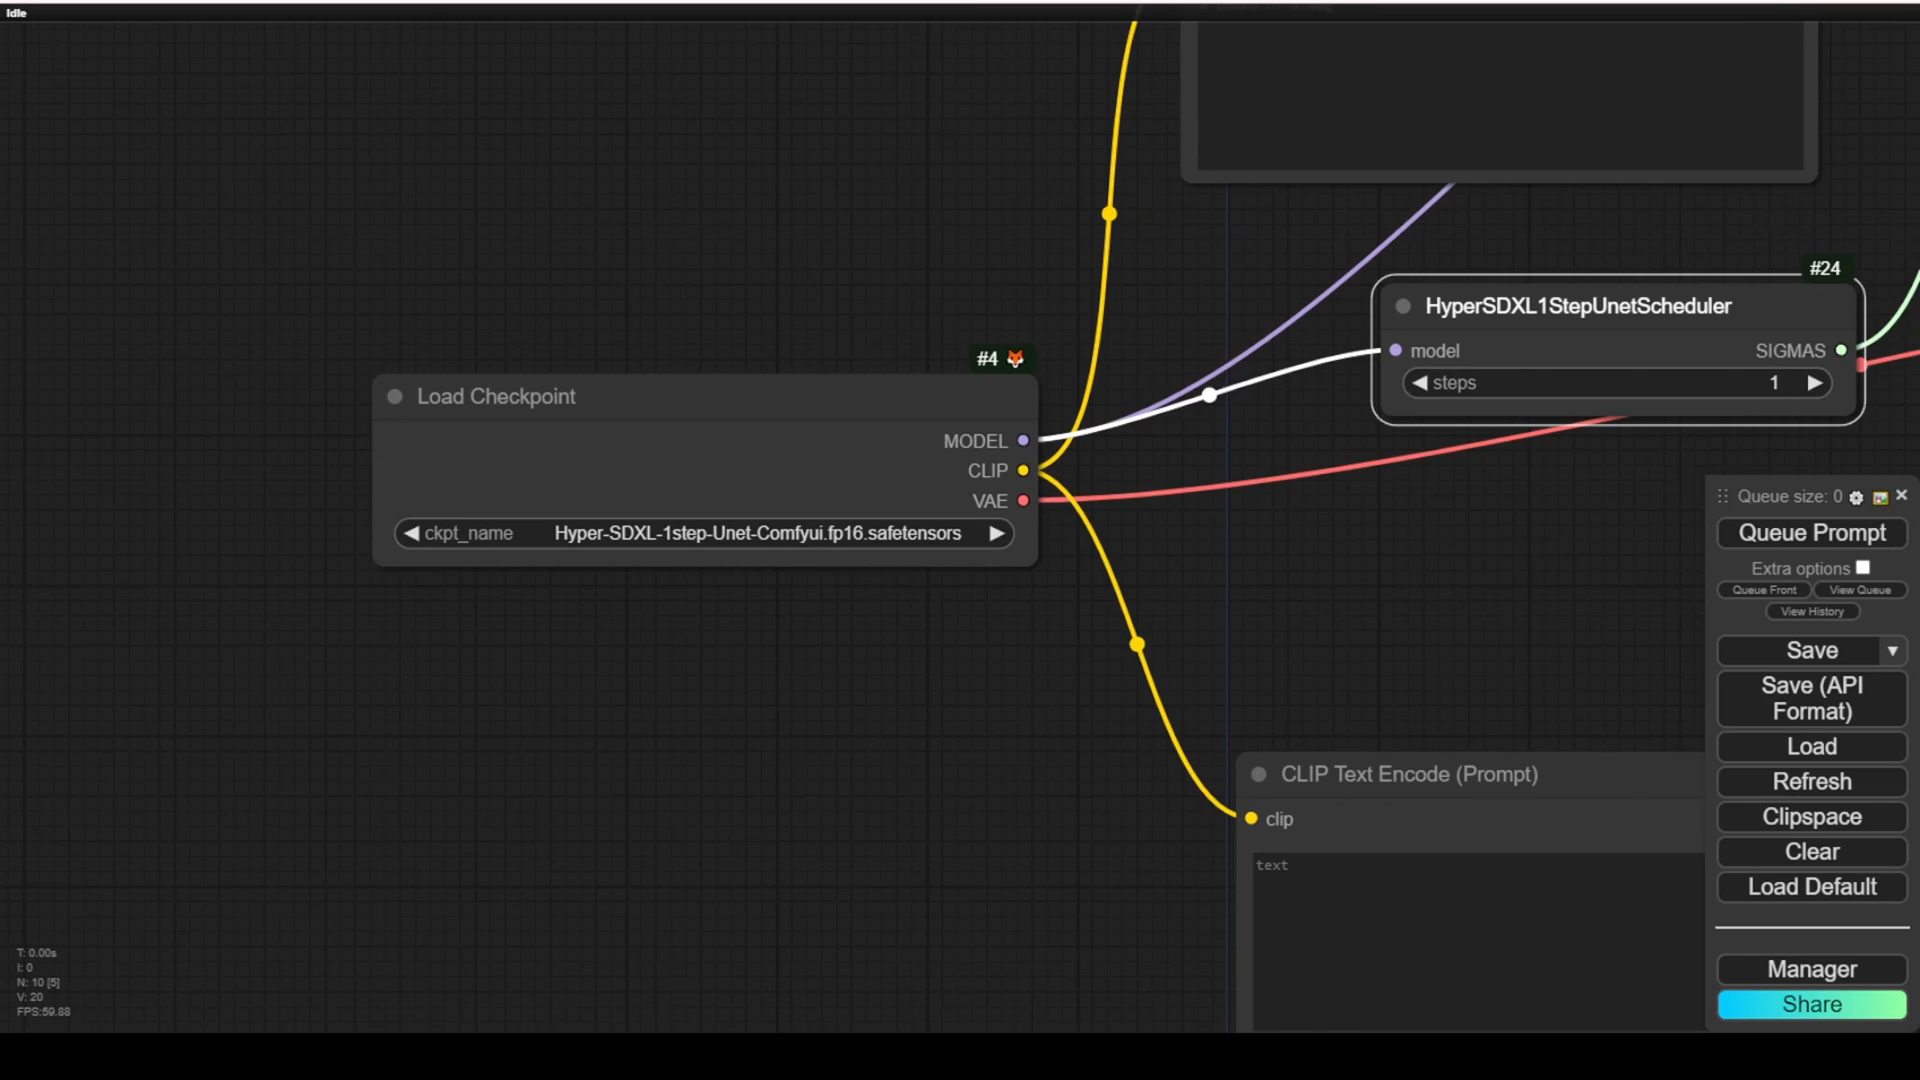 Idle
#24
HyperSDXL1StepUnetScheduler
model SIGMAS
steps 1
#4
Load Checkpoint
MODEL
CLIP
VAE
ckpt_name Hyper-SDXL-1step-Unet-Comfyui.fp16.safetensors
Queue size: 0
Queue Prompt
Extra options
Queue Front View Queue
View History
Save
Save (API
Format)
Load
Refresh
Clipspace
Clear
Load Default
Manager
Share
CLIP Text Encode (Prompt)
clip
text
T: 0.00s
I: 0
N: 10 [5]
V: 20
FPS:59.88